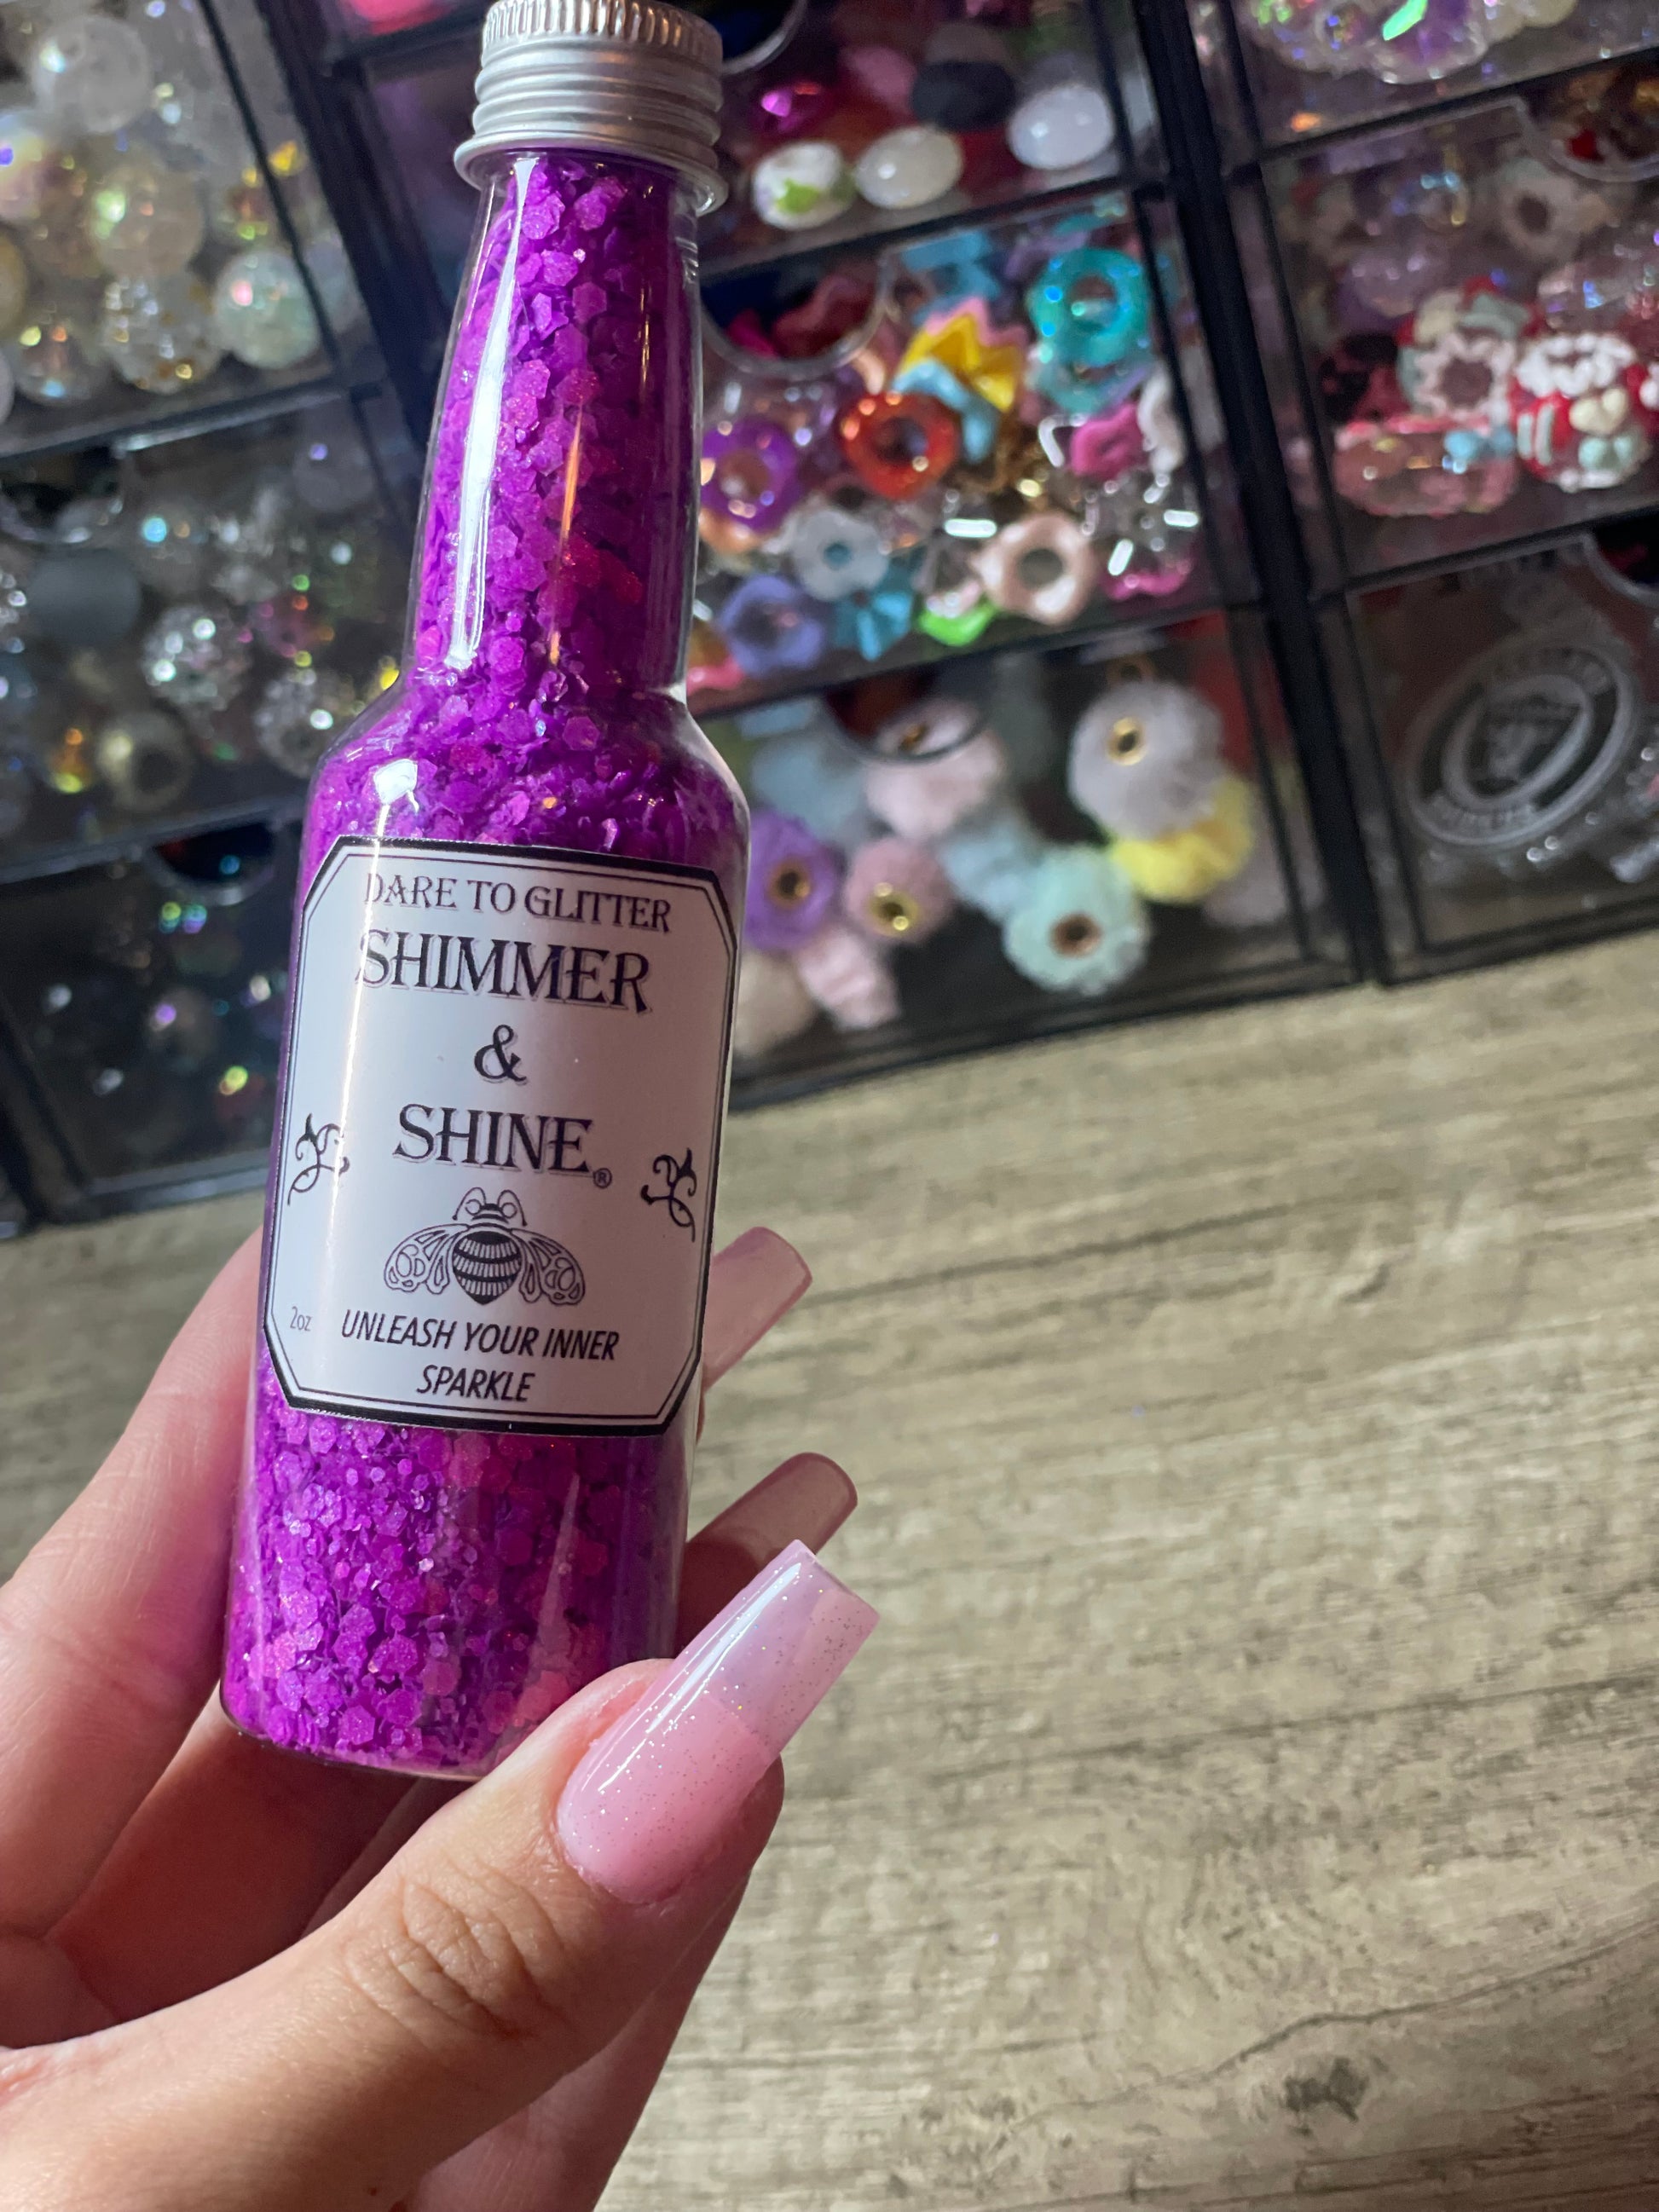 DARE TO GLITTER
SHIMMER
&
SHINE®
2oz
UNLEASH YOUR INNER
SPARKLE